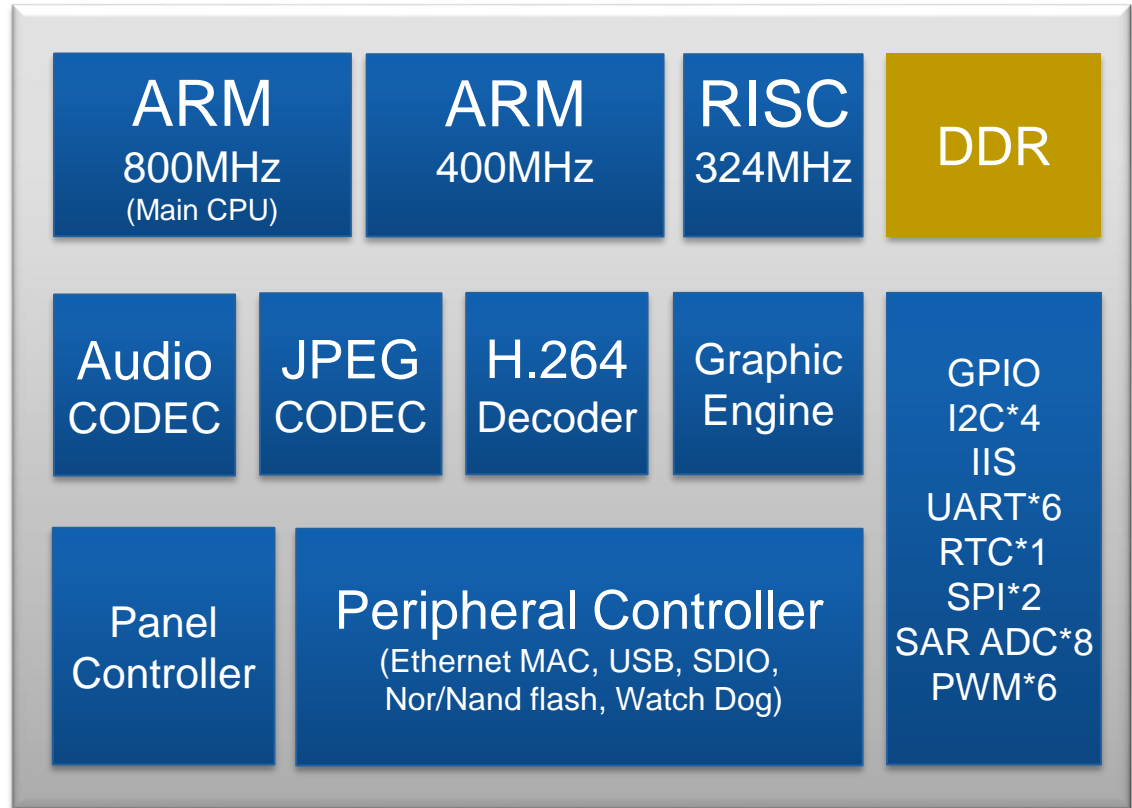 ARM
800MHz
(Main CPU)
ARM
400MHz
RISC
324MHz
DDR
Audio
CODEC
JPEG
CODEC
H.264
Decoder
Graphic
Engine
GPIO
I2C*4
IIS
UART*6
RTC*1
SPI*2
SAR ADC*8
PWM*6
Panel
Controller
Peripheral Controller
(Ethernet MAC, USB, SDIO,
Nor/Nand flash, Watch Dog)